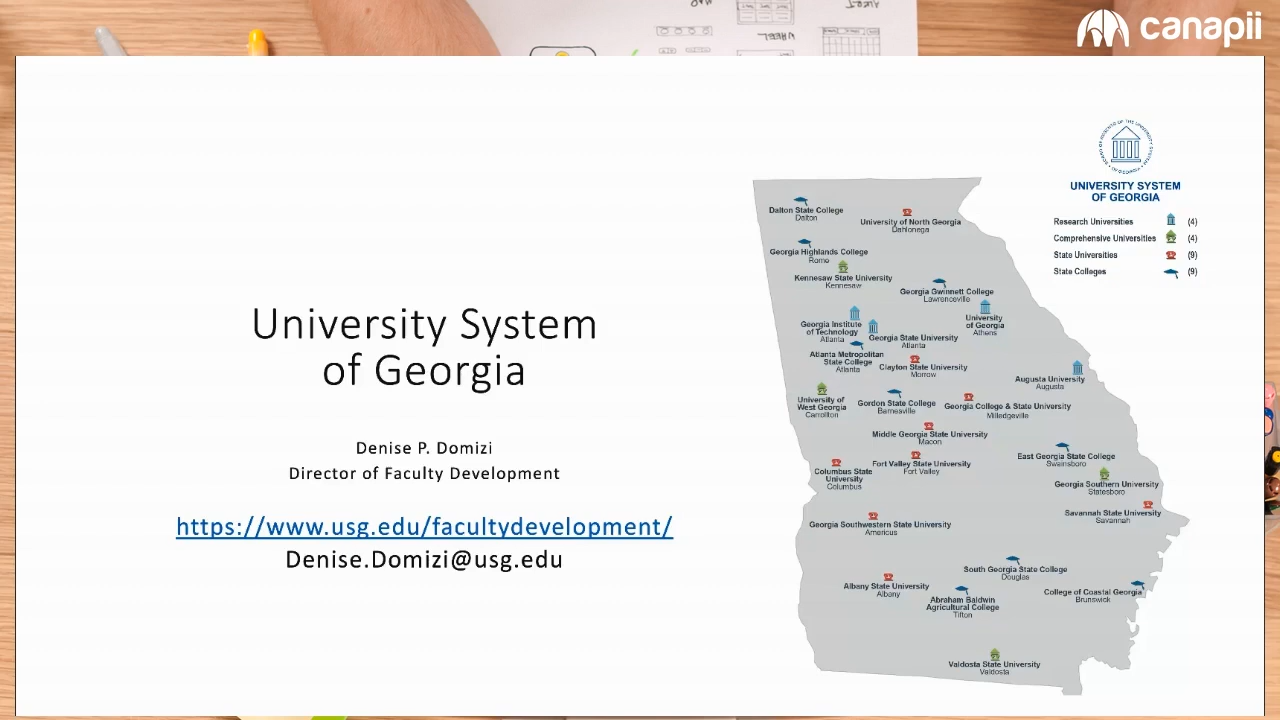 canapii
University System
of Georgia
Denise P. Domizi
Director of Faculty Development
https://www.usg.edu/facultydevelopment/
Denise.Domizi@usg.edu
UNIVERSITY SYSTEM
OF GEORGIA
Research Universities (4)
Comprehensive Universities (4)
State Universities (9)
State Colleges (9)
Dalton State College
Dalton
University of North Georgia
Dahlonega
Georgia Highlands College
Rome
Kennesaw State University
Kennesaw
Georgia Gwinnett College
Lawrenceville
University
of Georgia
Athens
Georgia Institute
of Technology
Atlanta
Georgia State University
Atlanta
Atlanta Metropolitan
State College
Atlanta
Clayton State University
Morrow
Augusta University
Augusta
University of
West Georgia
Carrollton
Gordon State College
Barnesville
Georgia College & State University
Milledgeville
Middle Georgia State University
Macon
Fort Valley State University
Fort Valley
Columbus State
University
Columbus
East Georgia State College
Swainsboro
Georgia Southern University
Statesboro
Savannah State University
Savannah
Georgia Southwestern State University
Americus
South Georgia State College
Douglas
Albany State University
Albany
Abraham Baldwin
Agricultural College
Tifton
College of Coastal Georgia
Brunswick
Valdosta State University
Valdosta